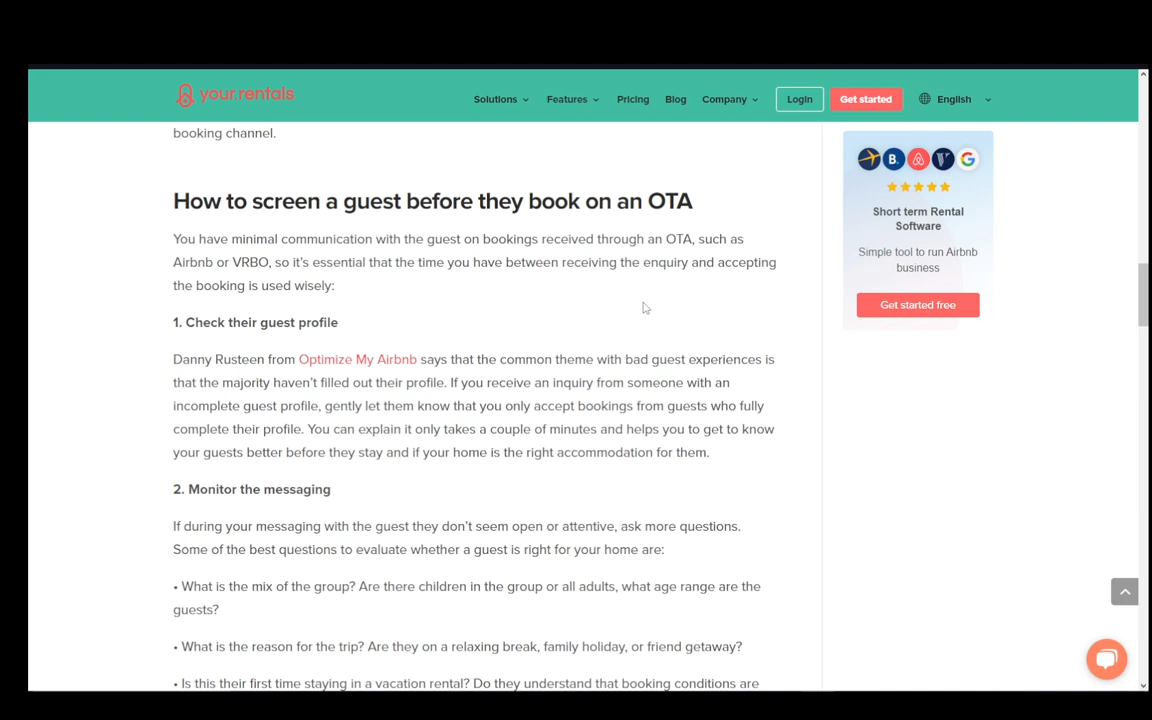 your.rentals
Solutions
Features
Pricing
Blog
Company
Login
Get started
English
booking channel.
How to screen a guest before they book on an OTA
You have minimal communication with the guest on bookings received through an OTA, such as
Airbnb or VRBO, so it's essential that the time you have between receiving the enquiry and accepting
the booking is used wisely:
1. Check their guest profile
Danny Rusteen from Optimize My Airbnb says that the common theme with bad guest experiences is
that the majority haven't filled out their profile. If you receive an inquiry from someone with an
incomplete guest profile, gently let them know that you only accept bookings from guests who fully
complete their profile. You can explain it only takes a couple of minutes and helps you to get to know
your guests better before they stay and if your home is the right accommodation for them.
2. Monitor the messaging
If during your messaging with the guest they don't seem open or attentive, ask more questions.
Some of the best questions to evaluate whether a guest is right for your home are:
• What is the mix of the group? Are there children in the group or all adults, what age range are the
guests?
• What is the reason for the trip? Are they on a relaxing break, family holiday, or friend getaway?
• Is this their first time staying in a vacation rental? Do they understand that booking conditions are
B.
G
Short term Rental
Software
Simple tool to run Airbnb
business
Get started free